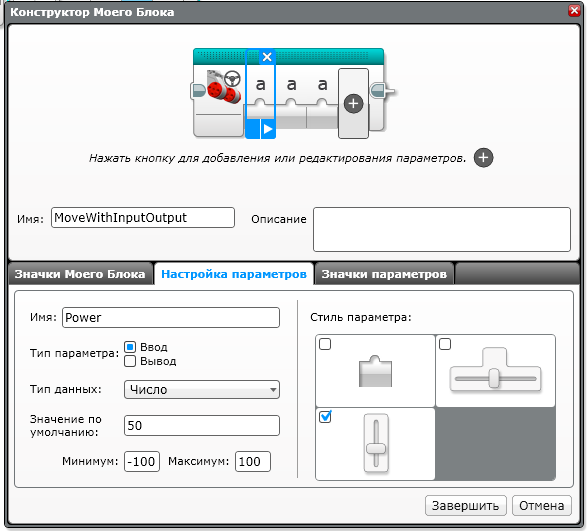 Конструктор Моего Блока
a a a
Нажать кнопку для добавления или редактирования параметров.
Имя: MoveWithInputOutput Описание
Значки Моего Блока Настройка параметров Значки параметров
Имя: Power Стиль параметра:
Тип параметра: Ввод
Вывод
Тип данных: Число
Значение по
умолчанию: 50
Минимум: -100 Максимум: 100
Завершить Отмена